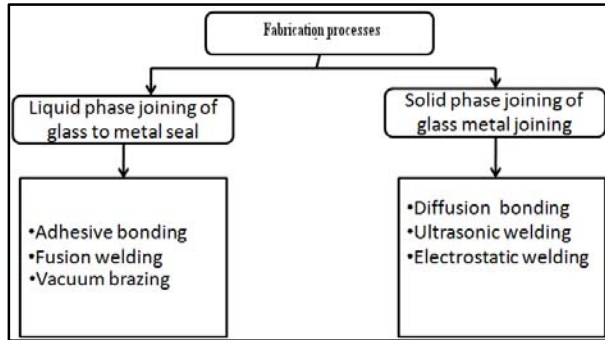 Fabrication processes
Liquid phase joining of
glass to metal seal
Solid phase joining of
glass metal joining
•Adhesive bonding
•Fusion welding
•Vacuum brazing
•Diffusion bonding
•Ultrasonic welding
•Electrostatic welding